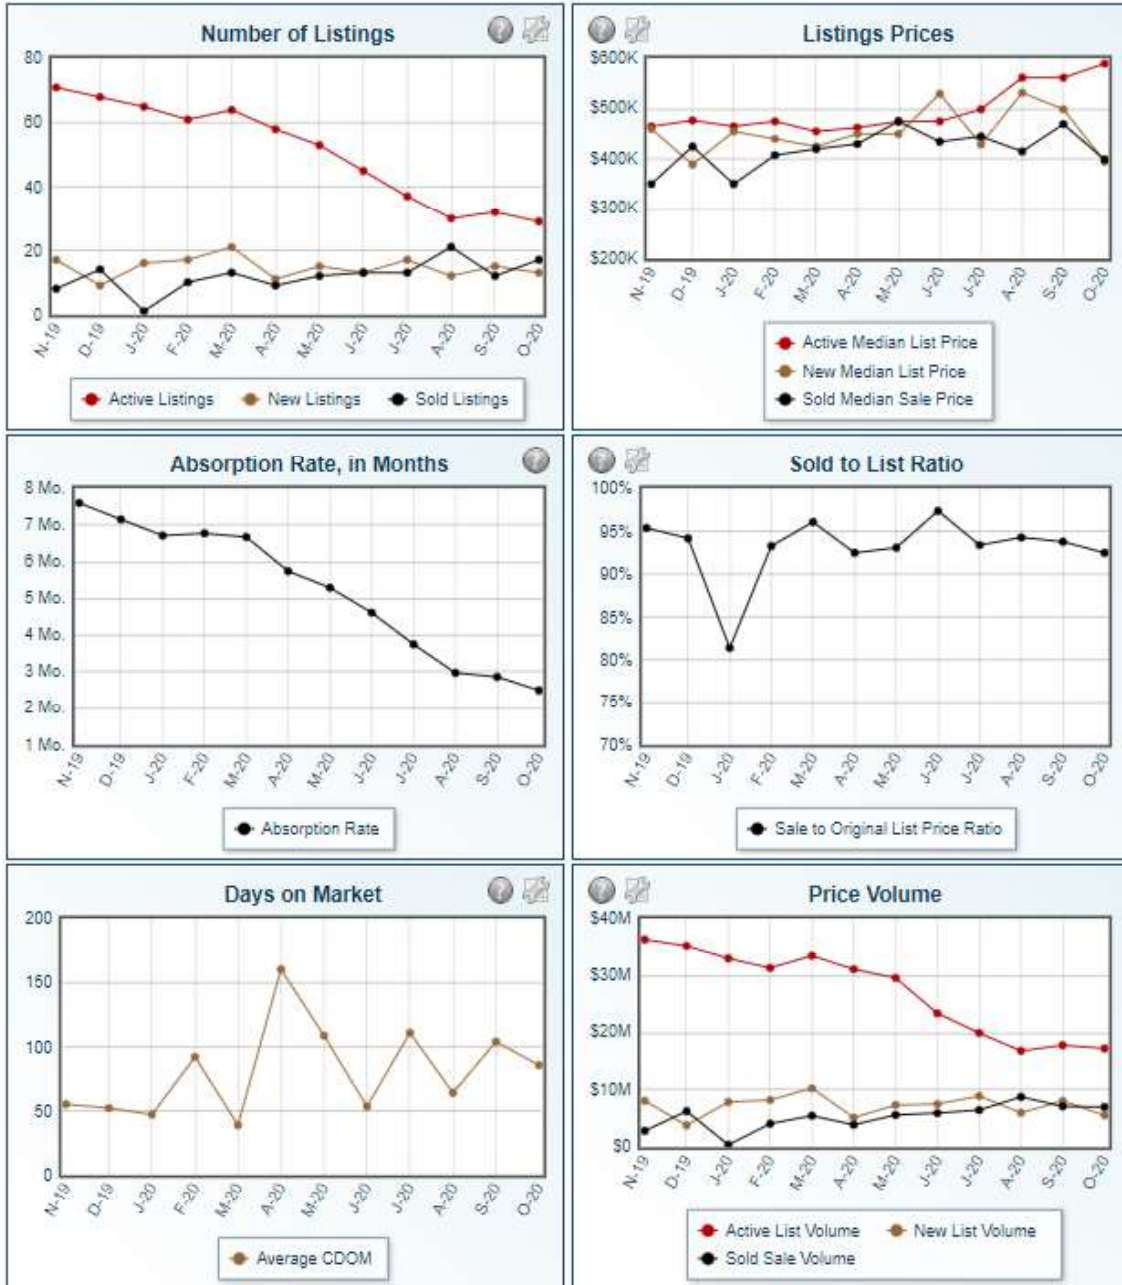 Number of Listings
80
60
40
20
0
N-19 D-19 J-20 F-20 M-20 A-20 M-20 J-20 J-20 A-20 S-20 O-20
Active Listings New Listings Sold Listings
Listings Prices
$600K
$500K
$400K
$300K
$200K
N-19 D-19 J-20 F-20 M-20 A-20 M-20 J-20 J-20 A-20 S-20 O-20
Active Median List Price
New Median List Price
Sold Median Sale Price
Absorption Rate, in Months
8 Mo.
7 Mo.
6 Mo.
5 Mo.
4 Mo.
3 Mo.
2 Mo.
1 Mo.
N-19 D-19 J-20 F-20 M-20 A-20 M-20 J-20 J-20 A-20 S-20 O-20
Absorption Rate
Sold to List Ratio
100%
95%
90%
85%
80%
75%
70%
N-19 D-19 J-20 F-20 M-20 A-20 M-20 J-20 J-20 A-20 S-20 O-20
Sale to Original List Price Ratio
Days on Market
200
150
100
50
0
N-19 D-19 J-20 F-20 M-20 A-20 M-20 J-20 J-20 A-20 S-20 O-20
Average CDOM
Price Volume
$40M
$30M
$20M
$10M
$0
N-19 D-19 J-20 F-20 M-20 A-20 M-20 J-20 J-20 A-20 S-20 O-20
Active List Volume New List Volume
Sold Sale Volume